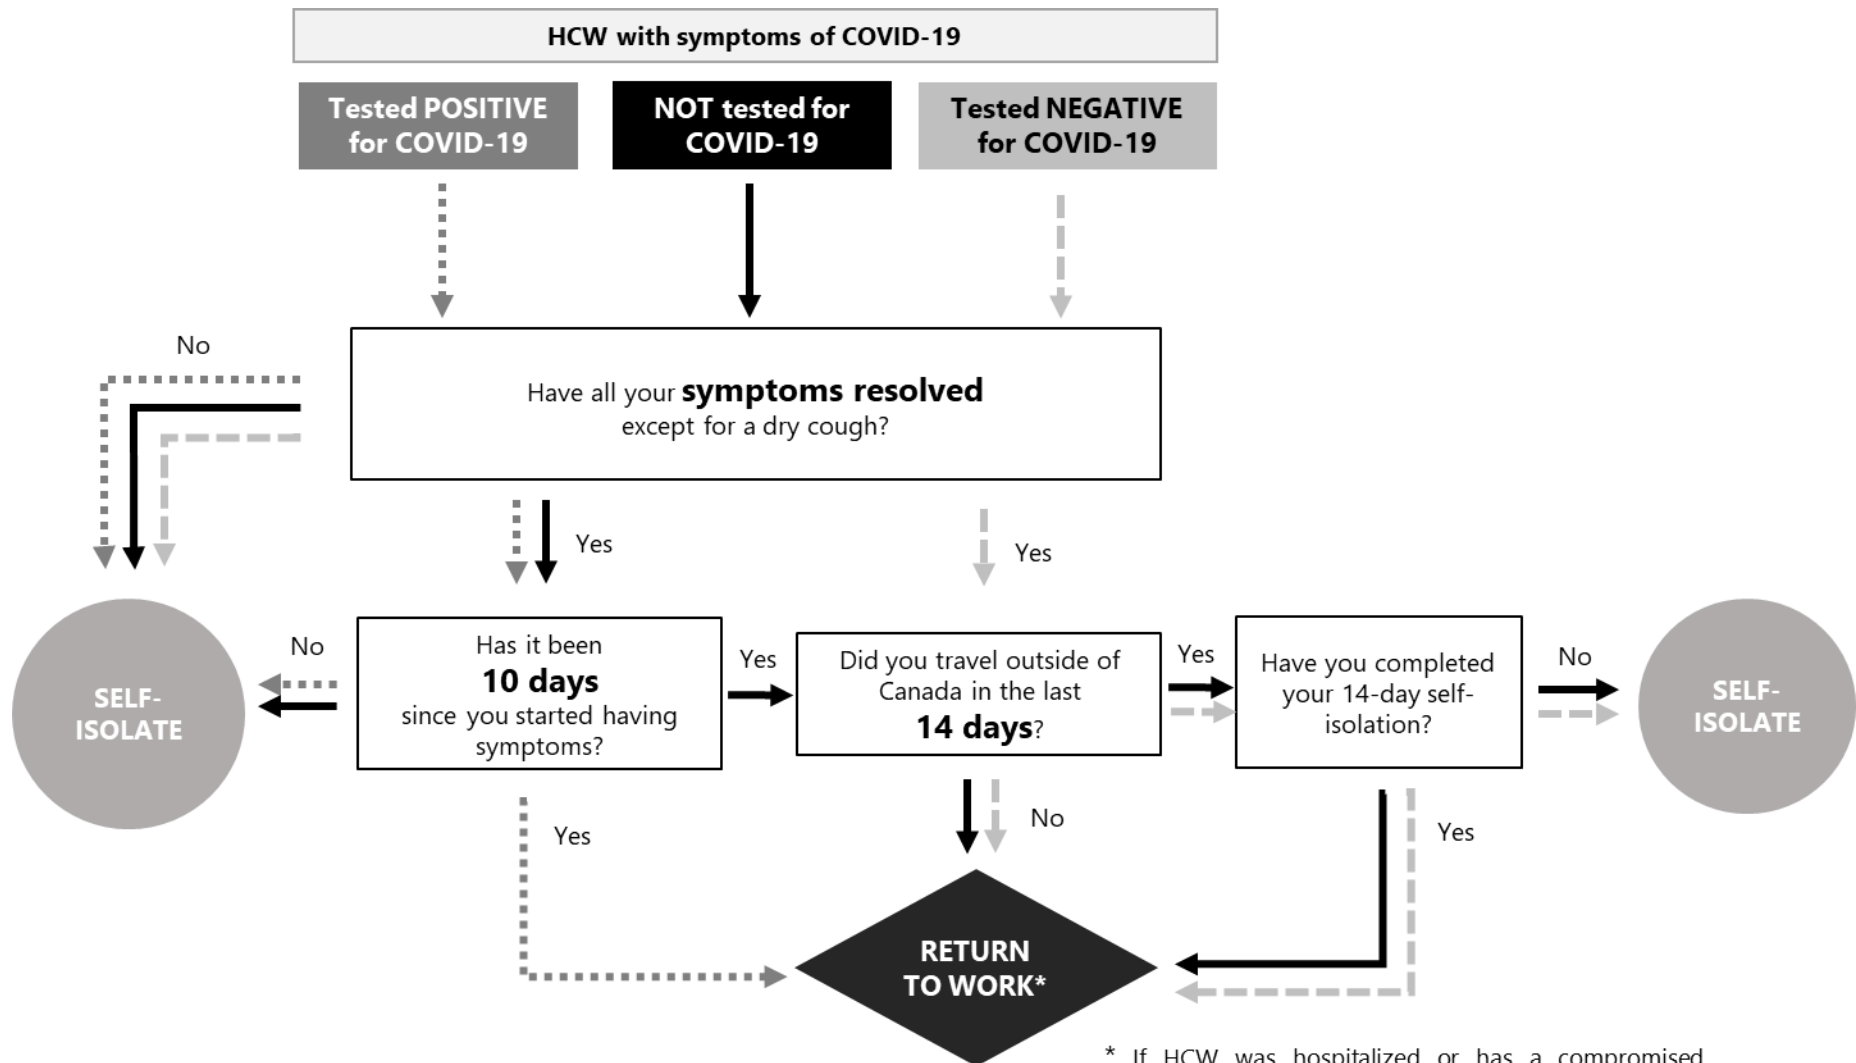 HCW with symptoms of COVID-19
Tested POSITIVE
for COVID-19
NOT tested for
COVID-19
Tested NEGATIVE
for COVID-19
No
Have all your symptoms resolved
except for a dry cough?
Yes
Yes
SELF-
ISOLATE
No
Has it been
10 days
since you started having
symptoms?
Yes
Did you travel outside of
Canada in the last
14 days?
Yes
Have you completed
your 14-day self-
isolation?
No
SELF-
ISOLATE
Yes
No
Yes
RETURN
TO WORK*
* If HCW was hospitalized or has a compromised